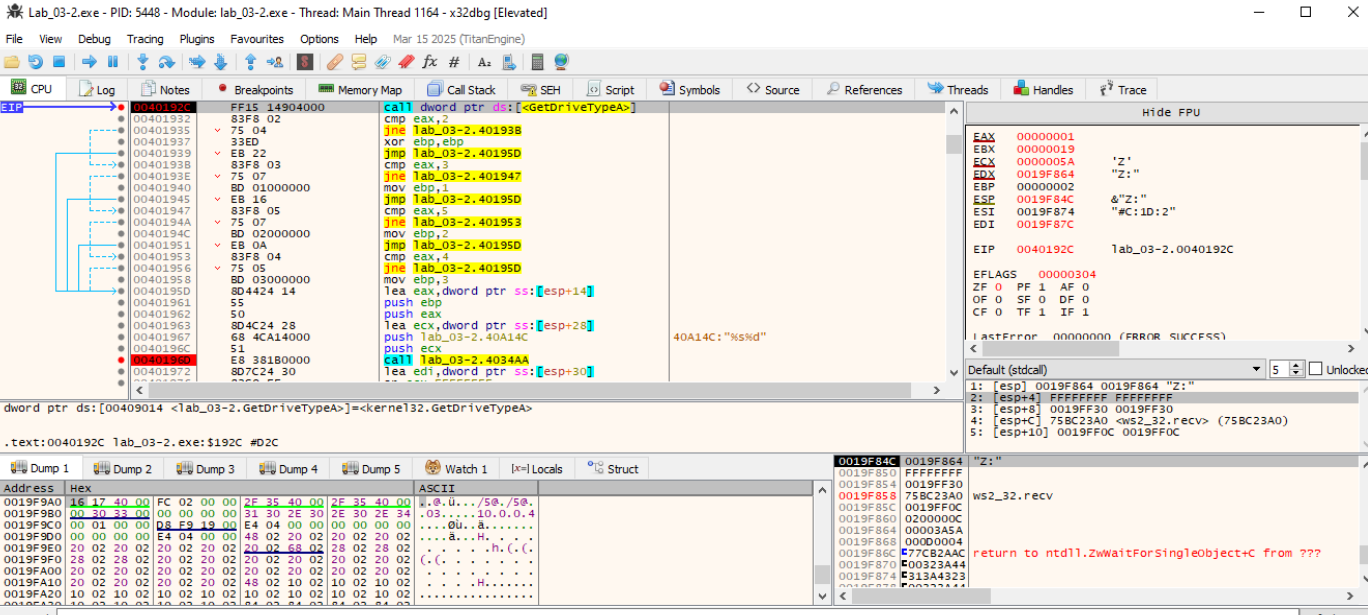 Lab_03-2.exe - PID: 5448 - Module: lab_03-2.exe - Thread: Main Thread 1164 - x32dbg [Elevated]
File View Debug Tracing Plugins Favourites Options Help Mar 15 2025 (TitanEngine)
CPU Log Notes Breakpoints Memory Map Call Stack SEH Script Symbols Source References Threads Handles Trace
EIP 0040192C FF15 14904000 call dword ptr ds:[<GetDriveTypeA>]
00401932 83F8 02 cmp eax,2
00401935 75 04 jne lab_03-2.40193B
00401937 33ED xor ebp,ebp
00401939 EB 22 jmp lab_03-2.40195D
0040193B 83F8 03 cmp eax,3
0040193E 75 07 jne lab_03-2.401947
00401940 BD 01000000 mov ebp,1
00401945 EB 16 jmp lab_03-2.40195D
00401947 83F8 05 cmp eax,5
0040194A 75 07 jne lab_03-2.401953
0040194C BD 02000000 mov ebp,2
00401951 EB 0A jmp lab_03-2.40195D
00401953 83F8 04 cmp eax,4
00401956 75 05 jne lab_03-2.40195D
00401958 BD 03000000 mov ebp,3
0040195D 8D4424 14 lea eax,dword ptr ss:[esp+14]
00401961 55 push ebp
00401962 50 push eax
00401963 8D4C24 28 lea ecx,dword ptr ss:[esp+28]
00401967 68 4CA14000 push lab_03-2.40A14C 40A14C:"%s%d"
0040196C 51 push ecx
0040196D E8 381B0000 call lab_03-2.4034AA
00401972 8D7C24 30 lea edi,dword ptr ss:[esp+30]
Hide FPU
EAX 00000001
EBX 00000019
ECX 0000005A 'Z'
EDX 0019F864 "Z:"
EBP 00000002
ESP 0019F84C &"Z:"
ESI 0019F874 "#C:1D:2"
EDI 0019F87C
EIP 0040192C lab_03-2.0040192C
EFLAGS 00000304
ZF 0 PF 1 AF 0
OF 0 SF 0 DF 0
CF 0 TF 1 IF 1
LastError 00000000 (ERROR_SUCCESS)
Default (stdcall) 5 Unlocked
1: [esp] 0019F864 0019F864 "Z:"
2: [esp+4] FFFFFFFF FFFFFFFF
3: [esp+8] 0019FF30 0019FF30
4: [esp+C] 75BC23A0 <ws2_32.recv> (75BC23A0)
5: [esp+10] 0019FF0C 0019FF0C
dword ptr ds:[00409014 <lab_03-2.GetDriveTypeA>]=<kernel32.GetDriveTypeA>
.text:0040192C lab_03-2.exe:$192C #D2C
Dump 1 Dump 2 Dump 3 Dump 4 Dump 5 Watch 1 [x=] Locals Struct
Address Hex ASCII
0019F9A0 16 17 40 00 FC 02 00 00 2F 35 40 00 2F 35 40 00 ..@.ü.../5@./5@.
0019F9B0 00 30 33 00 00 00 00 00 31 30 2E 30 2E 30 2E 34 .03.....10.0.0.4
0019F9C0 00 01 00 00 D8 F9 19 00 E4 04 00 00 00 00 00 00 ....Øù..ä.......
0019F9D0 00 00 00 00 E4 04 00 00 48 02 20 02 20 02 20 02 ....ä...H. . . .
0019F9E0 20 02 20 02 20 02 20 02 20 02 68 02 28 02 28 02 . . . . .h.(.(.
0019F9F0 28 02 28 02 20 02 20 02 20 02 20 02 20 02 20 02 (.(. . . . . . .
0019FA00 20 02 20 02 20 02 20 02 20 02 20 02 20 02 20 02 . . . . . . . .
0019FA10 20 02 20 02 20 02 20 02 48 02 10 02 10 02 10 02 . . . .H.......
0019FA20 10 02 10 02 10 02 10 02 10 02 10 02 10 02 10 02 ................
0019F84C 0019F864 "Z:"
0019F850 FFFFFFFF
0019F854 0019FF30
0019F858 75BC23A0 ws2_32.recv
0019F85C 0019FF0C
0019F860 0200000C
0019F864 00003A5A
0019F868 000D0004
0019F86C 77CB2AAC return to ntdll.ZwWaitForSingleObject+C from ???
0019F870 00323A44
0019F874 313A4323